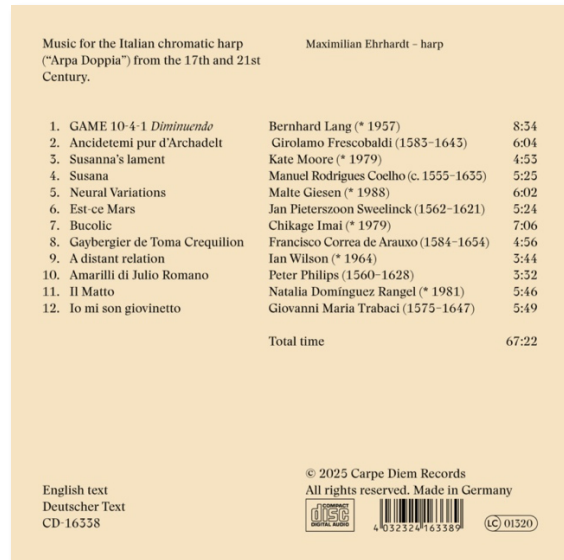 Music for the Italian chromatic harp
(“Arpa Doppia”) from the 17th and 21st
Century.
Maximilian Ehrhardt – harp
1. GAME 10-4-1 Diminuendo Bernhard Lang (* 1957) 8:34
2. Ancidetemi pur d’Archadelt Girolamo Frescobaldi (1583–1643) 6:04
3. Susanna’s lament Kate Moore (* 1979) 4:53
4. Susana Manuel Rodrigues Coelho (c. 1555–1635) 5:25
5. Neural Variations Malte Giesen (* 1988) 6:02
6. Est-ce Mars Jan Pieterszoon Sweelinck (1562–1621) 5:24
7. Bucolic Chikage Imai (* 1979) 7:06
8. Gaybergier de Toma Crequilion Francisco Correa de Arauxo (1584–1654) 4:56
9. A distant relation Ian Wilson (* 1964) 3:44
10. Amarilli di Julio Romano Peter Philips (1560–1628) 3:32
11. Il Matto Natalia Domínguez Rangel (* 1981) 5:46
12. Io mi son giovinetto Giovanni Maria Trabaci (1575–1647) 5:49
Total time 67:22
English text
Deutscher Text
CD-16338
© 2025 Carpe Diem Records
All rights reserved. Made in Germany
COMPACT
disc
DIGITAL AUDIO
4 032324 163389
LC 01320